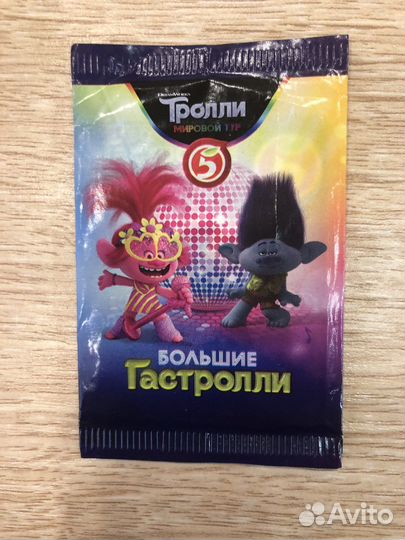 DREAMWORKS
Тролли
МИРОВОЙ ТУР
5
БОЛЬШИЕ
Гастролли
Avito